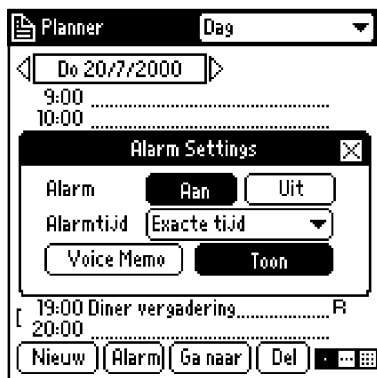 Planner Dag
Do 20/7/2000
9:00
10:00
Alarm Settings
Alarm Aan Uit
Alarmtijd Exacte tijd
Voice Memo Toon
19:00 Diner vergadering R
20:00
Nieuw Alarm Ga naar Del